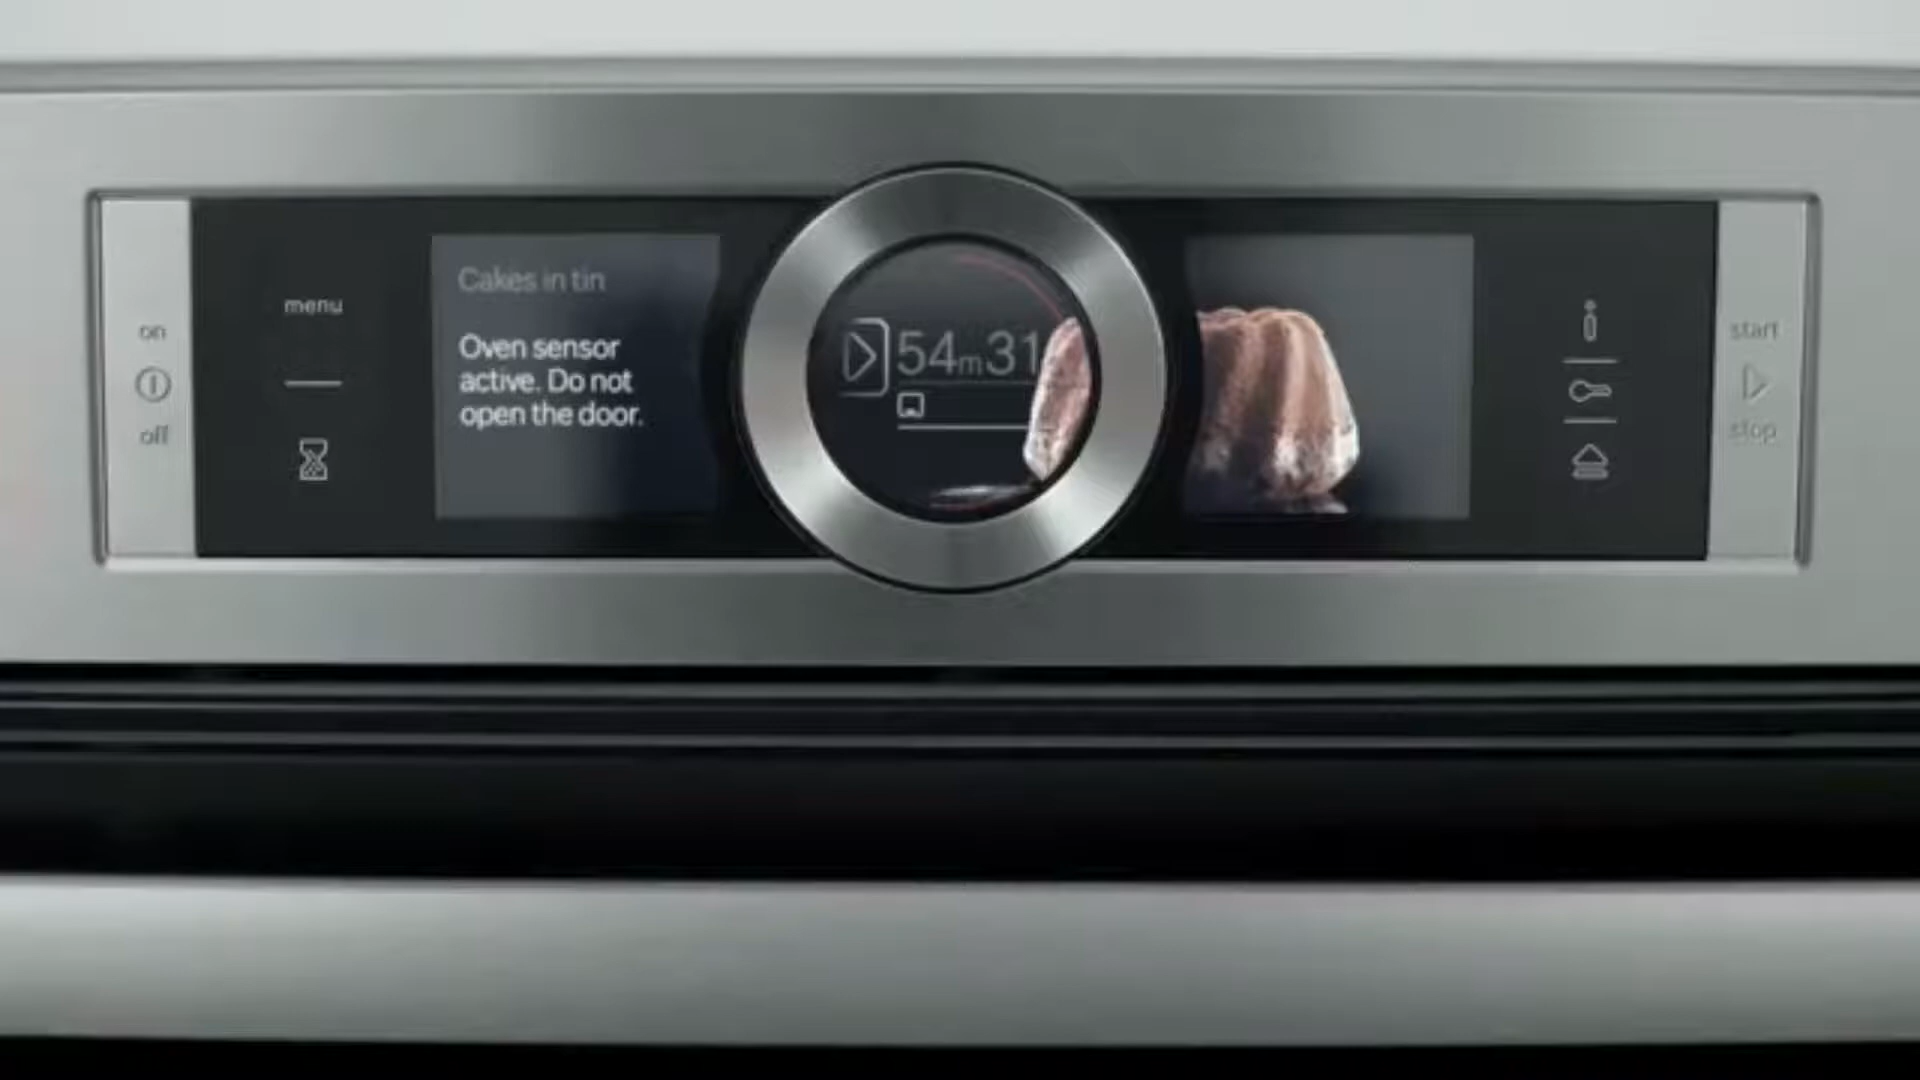 on
off
menu
Cakes in tin
Oven sensor
active. Do not
open the door.
54m31
start
stop